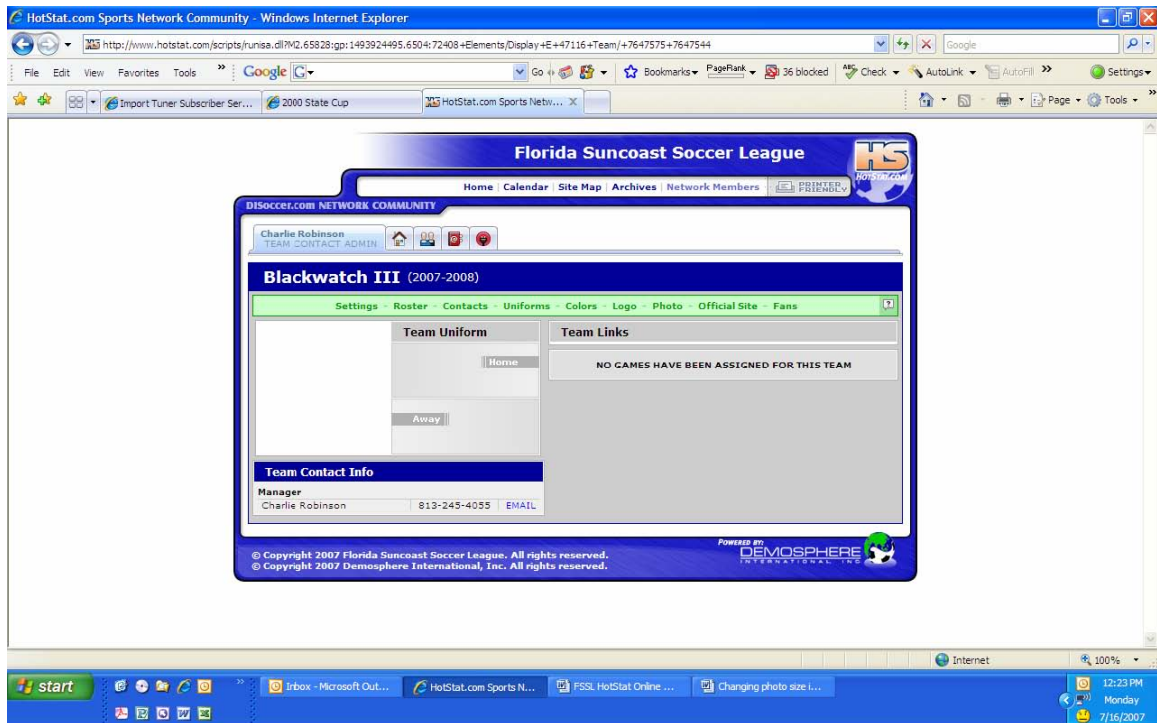 HotStat.com Sports Network Community - Windows Internet Explorer
http://www.hotstat.com/scripts/runisa.dll?M2.65828:gp:1493924495.6504:72408+Elements/Display+E+47116+Team/+7647575+7647544
Google
File Edit View Favorites Tools » Google G Go Bookmarks PageRank 36 blocked Check AutoLink AutoFill » Settings
Import Tuner Subscriber Ser... 2000 State Cup HotStat.com Sports Netw... X Page Tools »
Florida Suncoast Soccer League
HS
HOTSTAT.COM
Home | Calendar | Site Map | Archives | Network Members PRINTER FRIENDLY
DISoccer.com NETWORK COMMUNITY
Charlie Robinson
TEAM CONTACT ADMIN
Blackwatch III (2007-2008)
Settings - Roster - Contacts - Uniforms - Colors - Logo - Photo - Official Site - Fans ?
Team Uniform Team Links
Home
NO GAMES HAVE BEEN ASSIGNED FOR THIS TEAM
Away
Team Contact Info
Manager
Charlie Robinson 813-245-4055 EMAIL
POWERED BY:
DEMOSPHERE
INTERNATIONAL, INC
© Copyright 2007 Florida Suncoast Soccer League. All rights reserved.
© Copyright 2007 Demosphere International, Inc. All rights reserved.
Internet 100%
start » Inbox - Microsoft Out... HotStat.com Sports N... FSSL HotStat Online ... Changing photo size i... 12:23 PM
Monday
7/16/2007